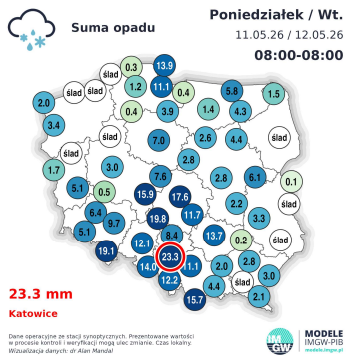 Suma opadu
Poniedziałek / Wt.
11.05.26 / 12.05.26
08:00-08:00
0.3
13.9
ślad
ślad
ślad
1.2
11.1
0.4
5.8
1.5
2.0
0.4
3.9
1.4
4.3
3.4
7.0
2.6
4.4
ślad
ślad
1.7
3.0
2.8
7.6
2.8
6.1
0.1
5.1
0.5
15.9
17.6
6.4
19.8
11.7
2.2
3.3
9.7
5.1
8.4
13.7
0.2
ślad
19.1
12.1
23.3
14.0
11.1
2.0
2.8
3.0
12.2
4.4
ślad
2.1
15.7
23.3 mm
Katowice
Dane operacyjne ze stacji synoptycznych. Prezentowane wartości
w procesie kontroli i weryfikacji mogą ulec zmianie. Czas lokalny.
Wizualizacja danych: dr Alan Mandal
IM
GW
MODELE
IMGW-PIB
modele.imgw.pl